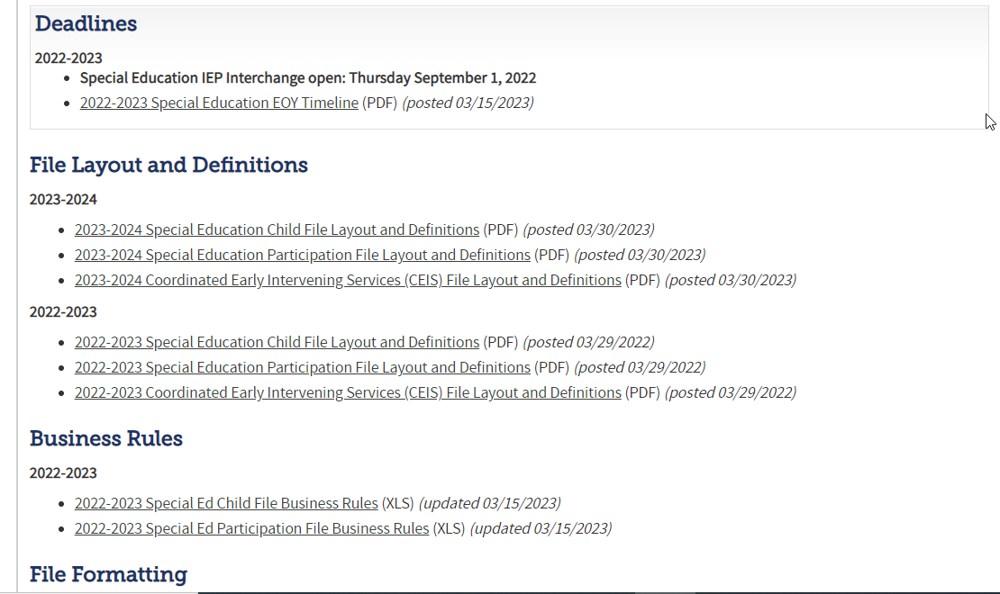 Deadlines
2022-2023
Special Education IEP Interchange open: Thursday September 1, 2022
2022-2023 Special Education EOY Timeline (PDF) (posted 03/15/2023)
File Layout and Definitions
2023-2024
2023-2024 Special Education Child File Layout and Definitions (PDF) (posted 03/30/2023)
2023-2024 Special Education Participation File Layout and Definitions (PDF) (posted 03/30/2023)
2023-2024 Coordinated Early Intervening Services (CEIS) File Layout and Definitions (PDF) (posted 03/30/2023)
2022-2023
2022-2023 Special Education Child File Layout and Definitions (PDF) (posted 03/29/2022)
2022-2023 Special Education Participation File Layout and Definitions (PDF) (posted 03/29/2022)
2022-2023 Coordinated Early Intervening Services (CEIS) File Layout and Definitions (PDF) (posted 03/29/2022)
Business Rules
2022-2023
2022-2023 Special Ed Child File Business Rules (XLS) (updated 03/15/2023)
2022-2023 Special Ed Participation File Business Rules (XLS) (updated 03/15/2023)
File Formatting